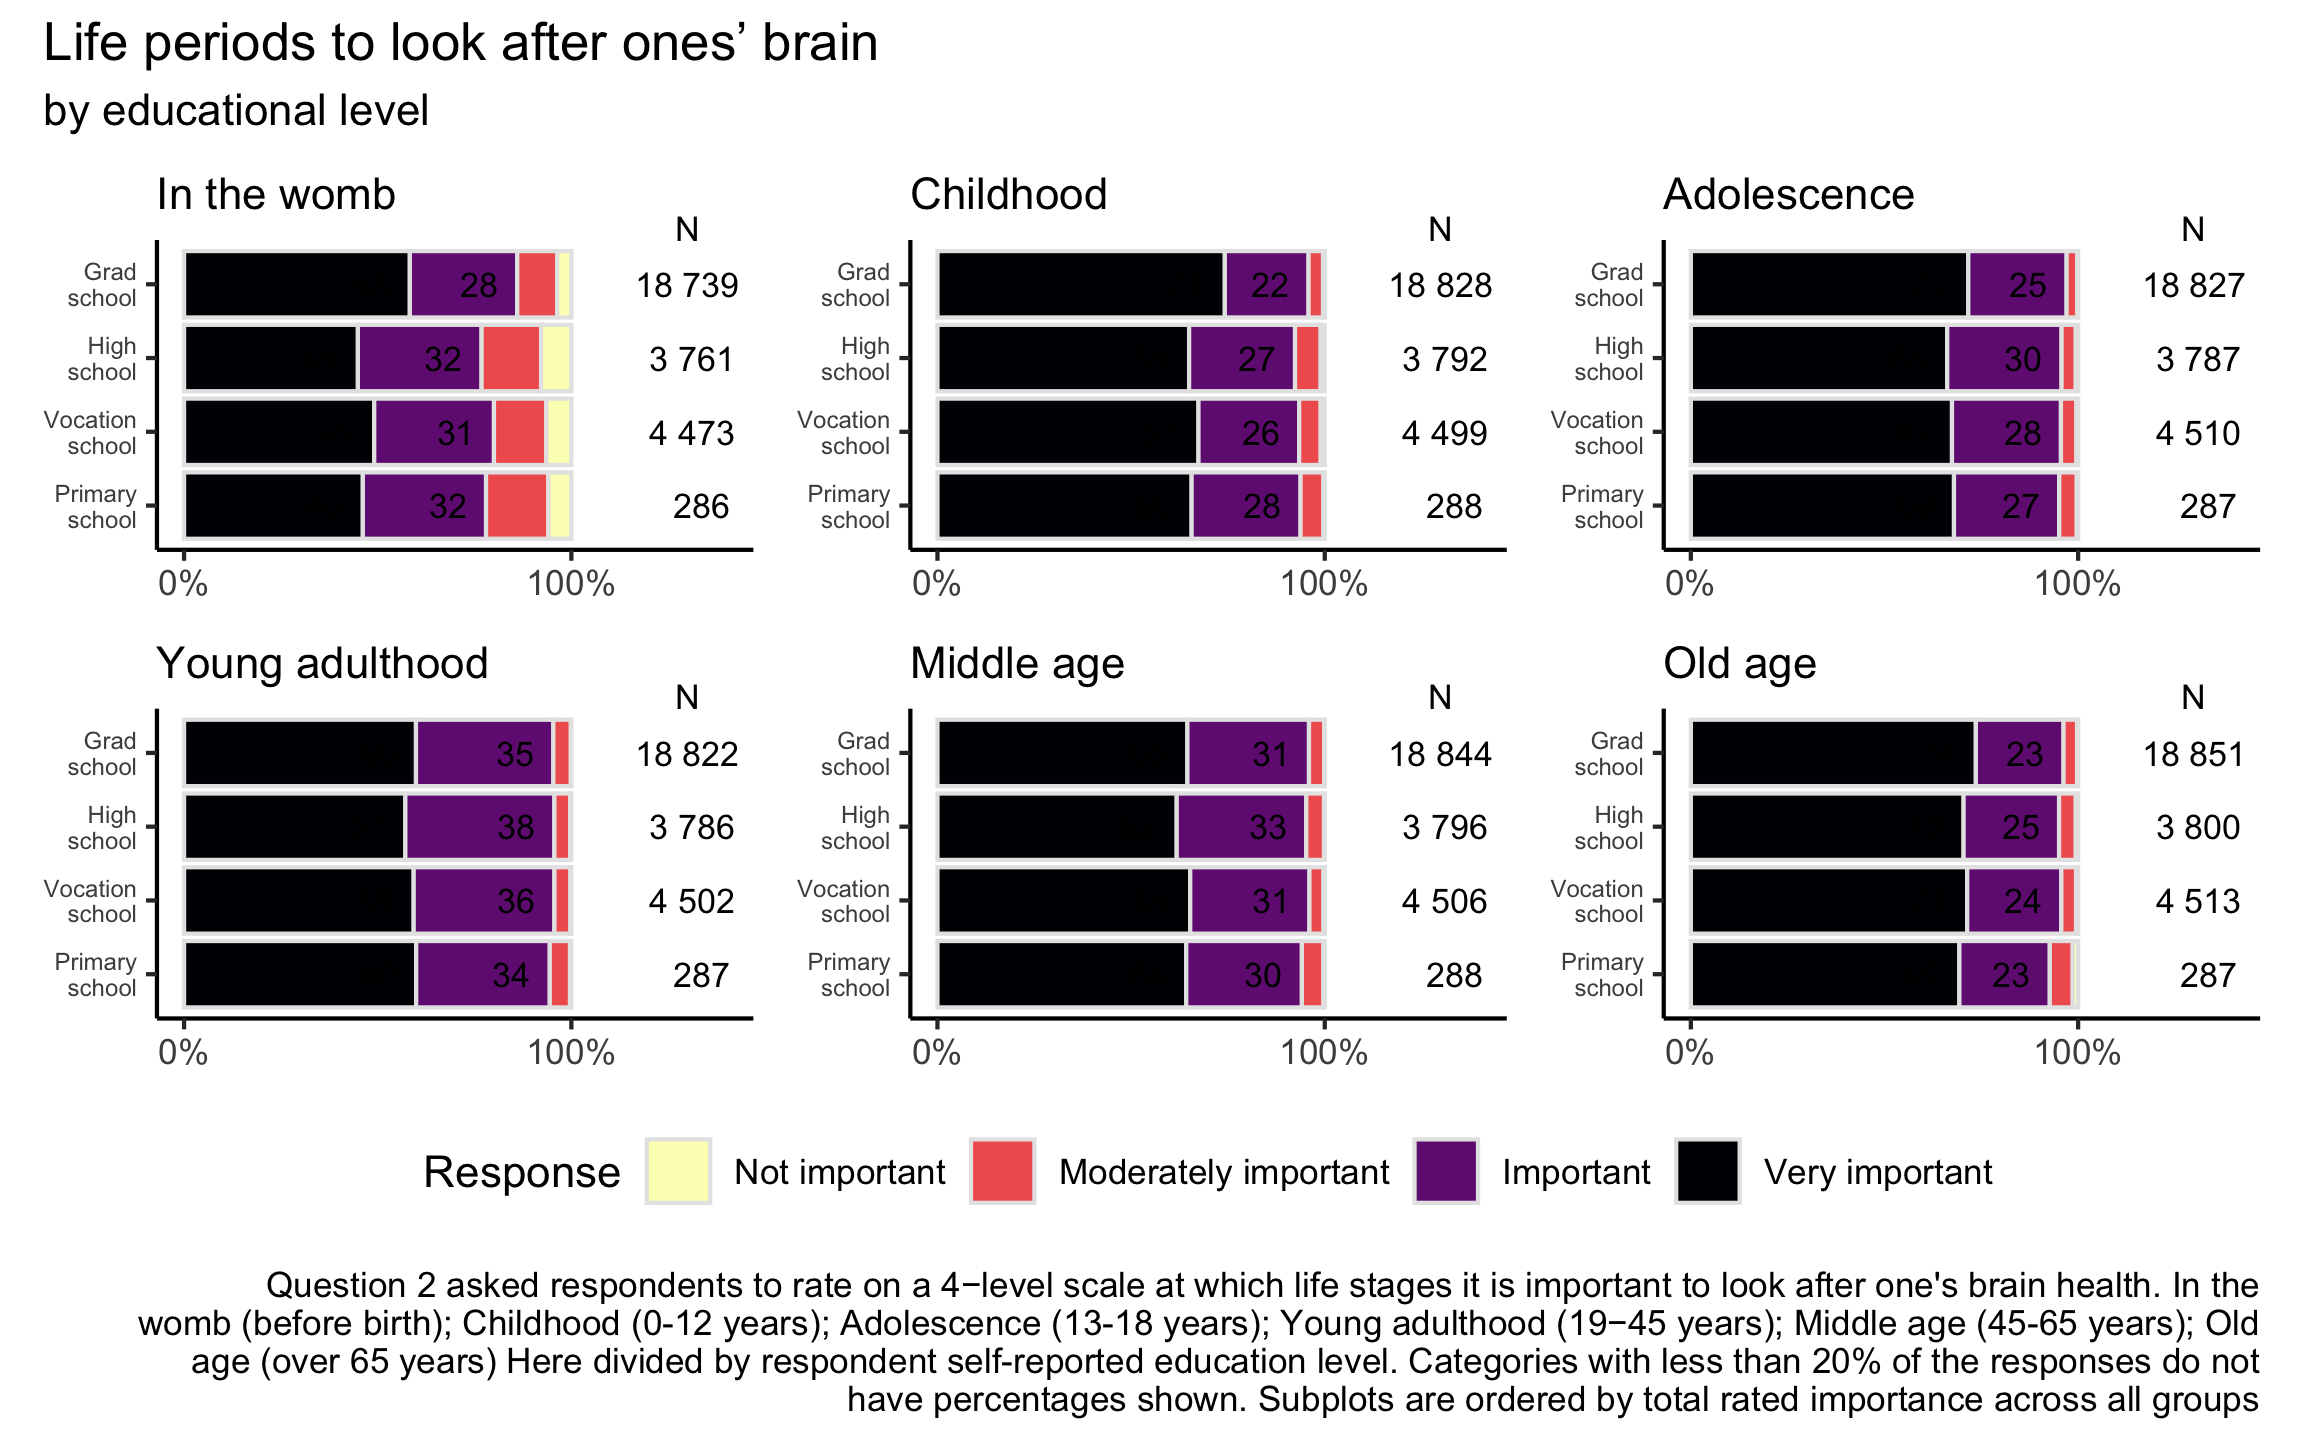 Life periods to look after ones’ brain
by educational level
In the womb
N
Grad
school
28
18 739
High
school
32
3 761
Vocation
school
31
4 473
Primary
school
32
286
0%
100%
Childhood
N
Grad
school
22
18 828
High
school
27
3 792
Vocation
school
26
4 499
Primary
school
28
288
0%
100%
Adolescence
N
Grad
school
25
18 827
High
school
30
3 787
Vocation
school
28
4 510
Primary
school
27
287
0%
100%
Young adulthood
N
Grad
school
35
18 822
High
school
38
3 786
Vocation
school
36
4 502
Primary
school
34
287
0%
100%
Middle age
N
Grad
school
31
18 844
High
school
33
3 796
Vocation
school
31
4 506
Primary
school
30
288
0%
100%
Old age
N
Grad
school
23
18 851
High
school
25
3 800
Vocation
school
24
4 513
Primary
school
23
287
0%
100%
Response Not important Moderately important Important Very important
Question 2 asked respondents to rate on a 4−level scale at which life stages it is important to look after one's brain health. In the
womb (before birth); Childhood (0-12 years); Adolescence (13-18 years); Young adulthood (19−45 years); Middle age (45-65 years); Old
age (over 65 years) Here divided by respondent self-reported education level. Categories with less than 20% of the responses do not
have percentages shown. Subplots are ordered by total rated importance across all groups